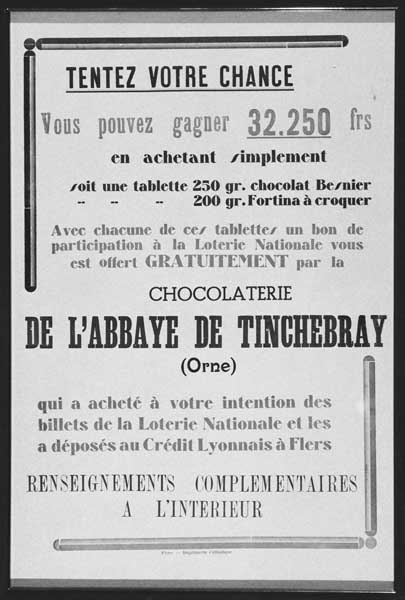 TENTEZ VOTRE CHANCE
Vous pouvez gagner 32.250 frs
en achetant simplement
soit une tablette 250 gr. chocolat Besnier
-- -- -- 200 gr. Fortina à croquer
Avec chacune de ces tablettes un bon de
participation à la Loterie Nationale vous
est offert GRATUITEMENT par la
CHOCOLATERIE
DE L'ABBAYE DE TINCHEBRAY
(Orne)
qui a acheté à votre intention des
billets de la Loterie Nationale et les
a déposés au Crédit Lyonnais à Flers
RENSEIGNEMENTS COMPLEMENTAIRES
A L'INTERIEUR
Flers — Imprimerie